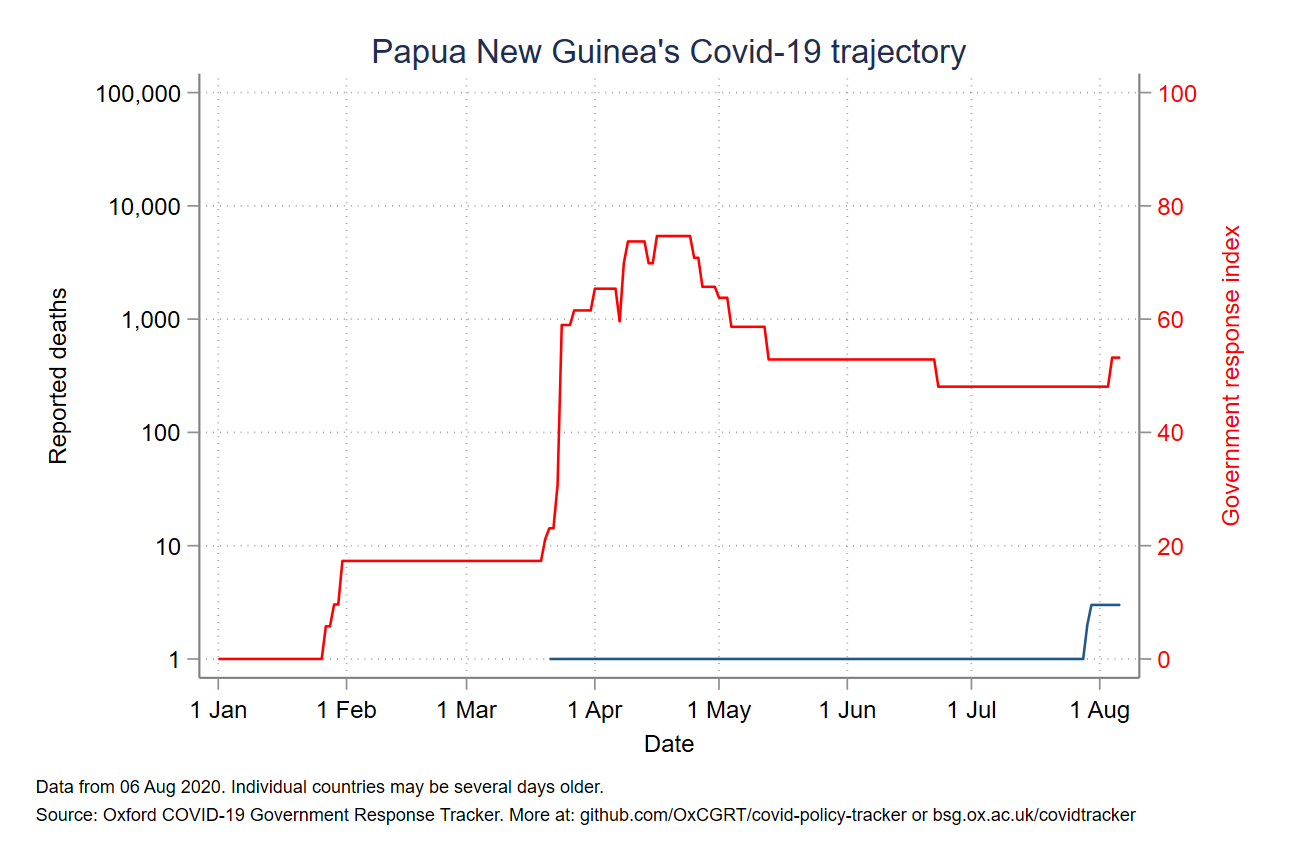 Papua New Guinea's Covid-19 trajectory
100,000
10,000
1,000
100
10
1
Reported deaths
100
80
60
40
20
0
Government response index
1 Jan 1 Feb 1 Mar 1 Apr 1 May 1 Jun 1 Jul 1 Aug
Date
Data from 06 Aug 2020. Individual countries may be several days older.
Source: Oxford COVID-19 Government Response Tracker. More at: github.com/OxCGRT/covid-policy-tracker or bsg.ox.ac.uk/covidtracker